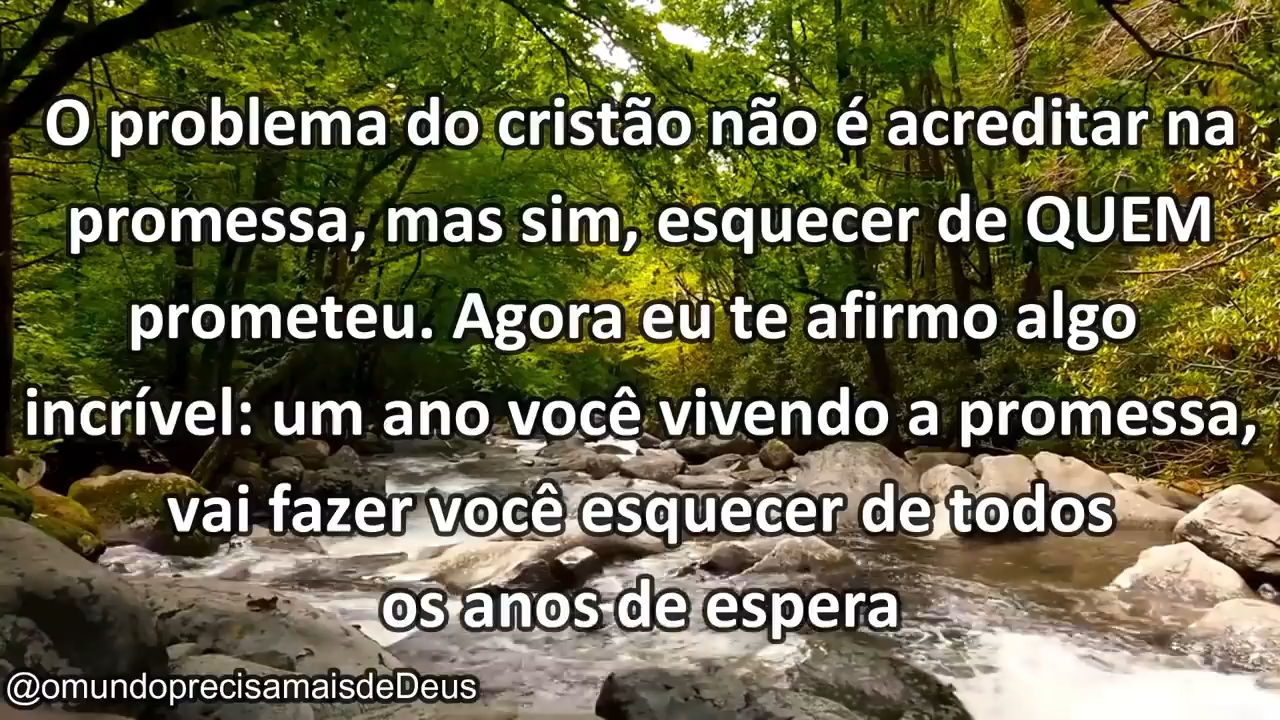 O problema do cristão não é acreditar na
promessa, mas sim, esquecer de QUEM
prometeu. Agora eu te afirmo algo
incrível: um ano você vivendo a promessa,
vai fazer você esquecer de todos
os anos de espera
@omundoprecisamaisdeDeus